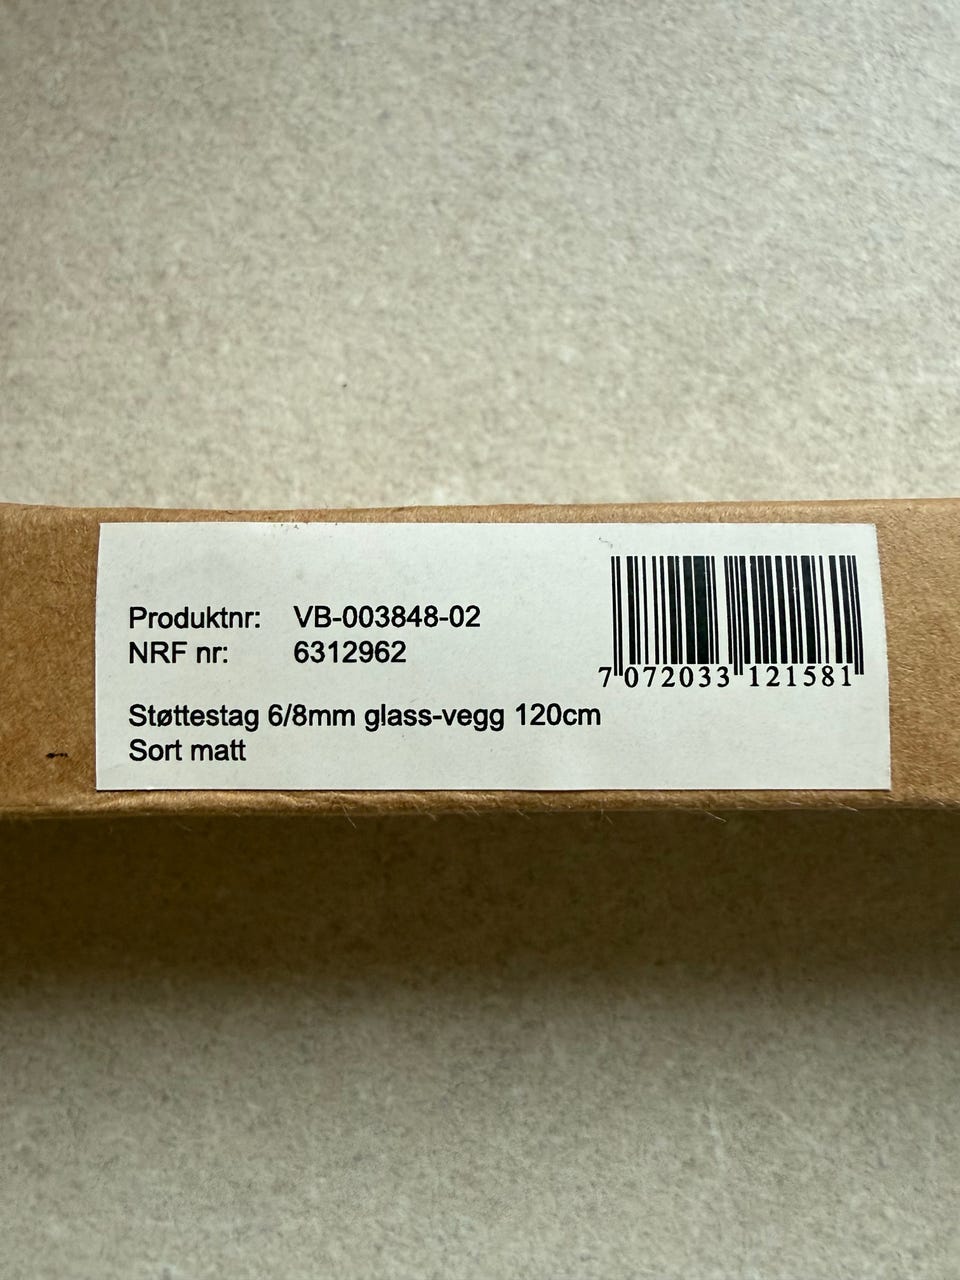 Produktnr: VB-003848-02
NRF nr: 6312962
Støttestag 6/8mm glass-vegg 120cm
Sort matt
7 072033 121581